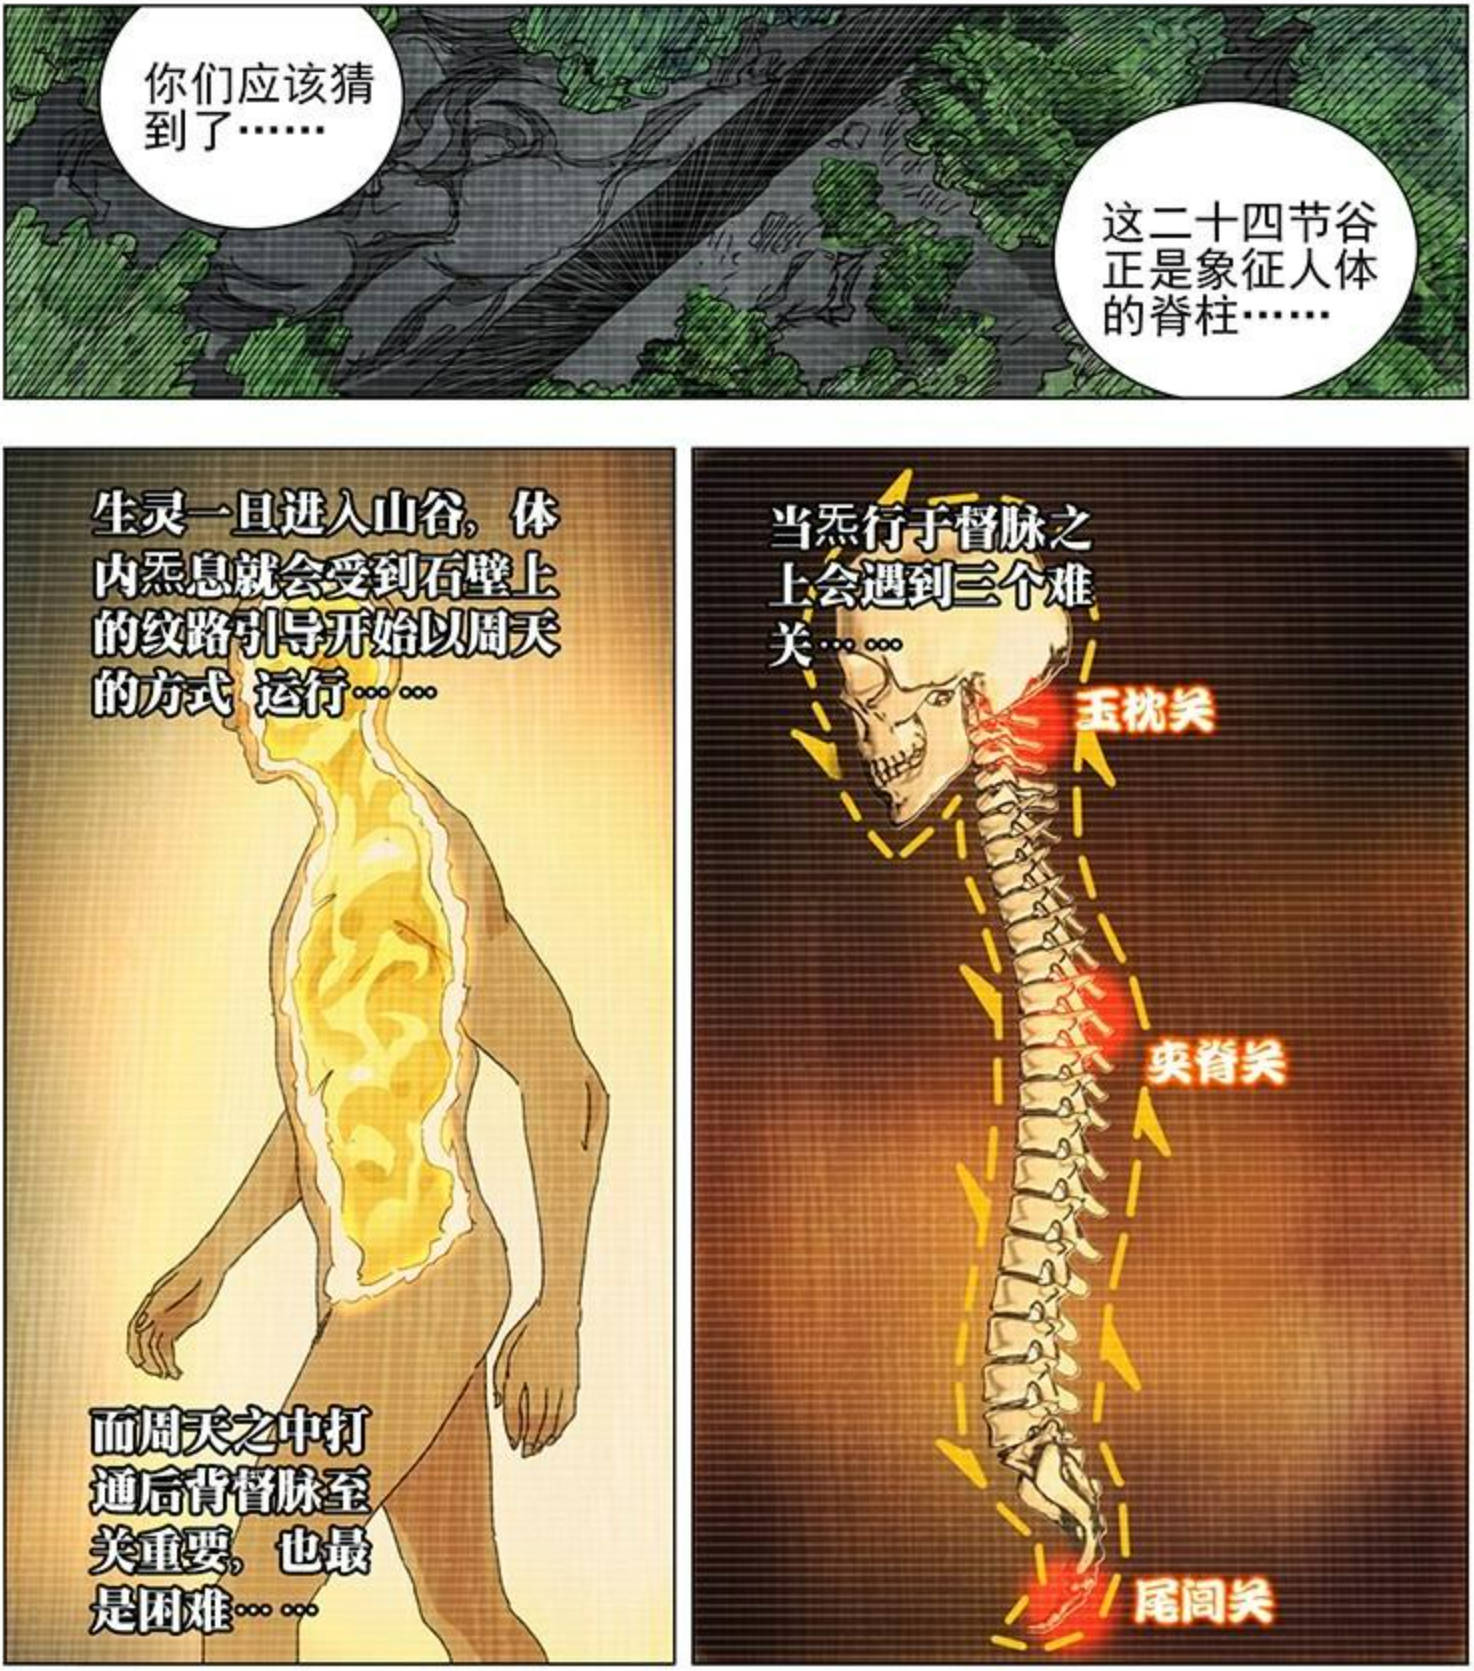 你们应该猜
到了……
这二十四节谷
正是象征人体
的脊柱……
生灵一旦进入山谷，体
内炁息就会受到石壁上
的纹路引导开始以周天
的方式 运行……
而周天之中打
通后背督脉至
关重要，也最
是困难……
当炁行于督脉之
上会遇到三个难
关……
玉枕关
夹脊关
尾闾关